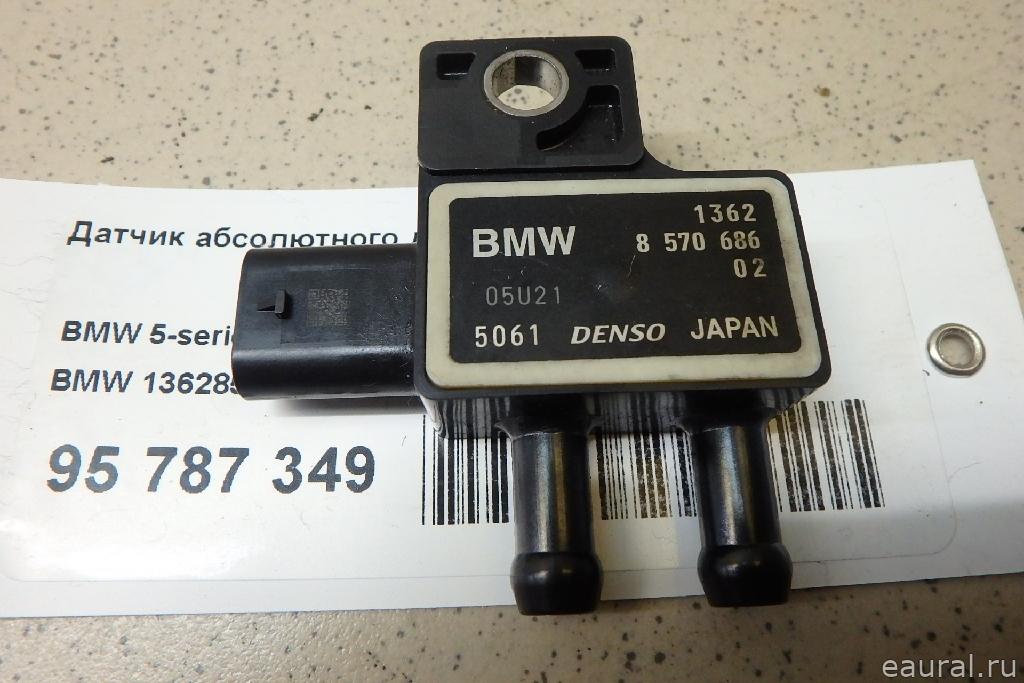 Датчик абсолютного
BMW 5-seri
BMW 13628
95 787 349
1362
BMW 8 570 686
02
05U21
5061 DENSO JAPAN
eaural.ru